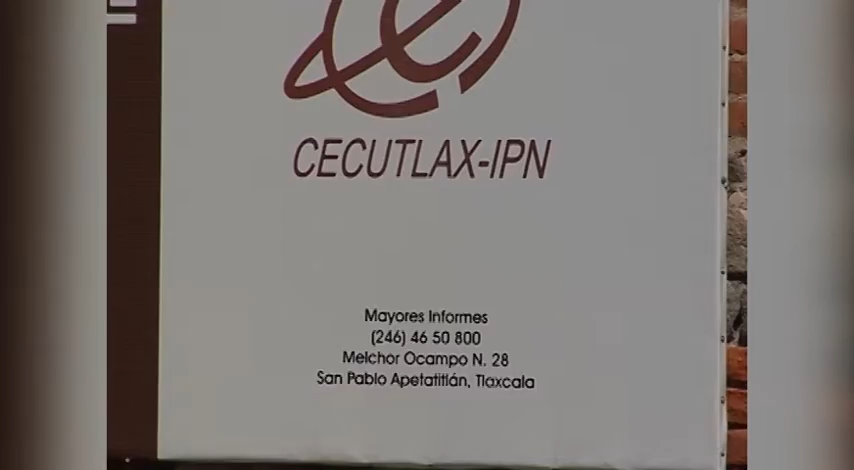 CECUTLAX-IPN
Mayores Informes
(246) 46 50 800
Melchor Ocampo N. 28
San Pablo Apetatitlán, Tlaxcala